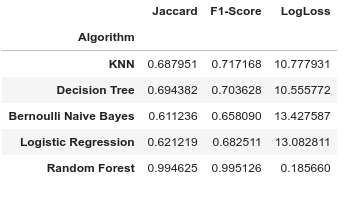 Jaccard F1-Score LogLoss
Algorithm
KNN 0.687951 0.717168 10.777931
Decision Tree 0.694382 0.703628 10.555772
Bernoulli Naive Bayes 0.611236 0.658090 13.427587
Logistic Regression 0.621219 0.682511 13.082811
Random Forest 0.994625 0.995126 0.185660